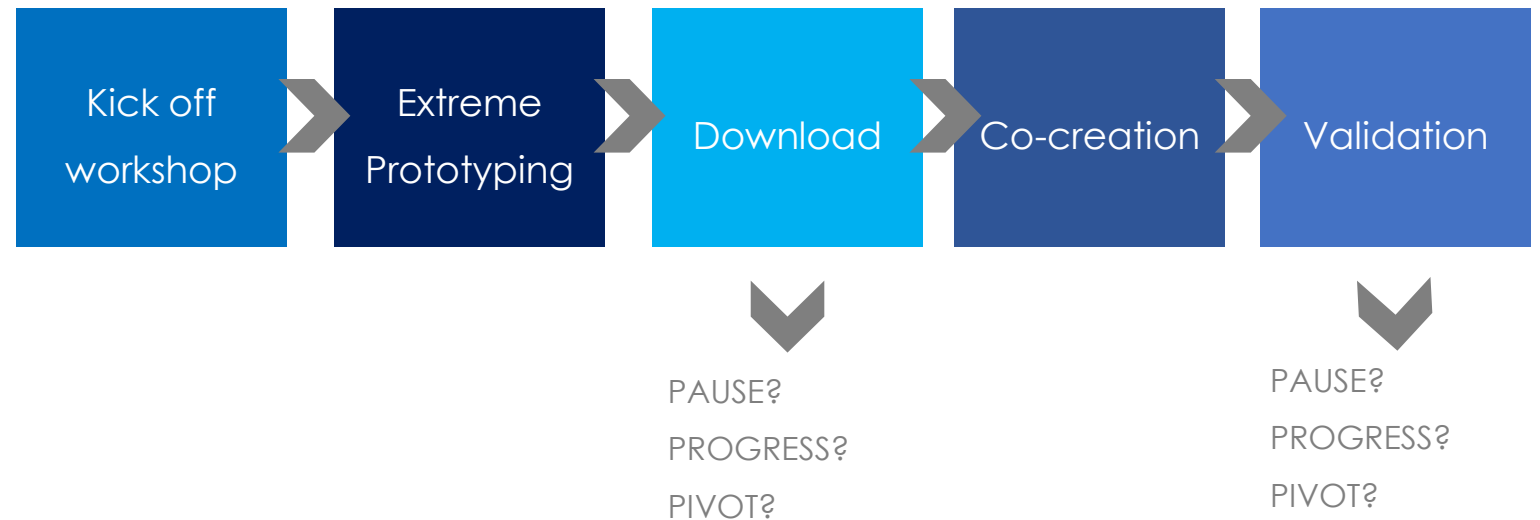 Kick off
workshop
Extreme
Prototyping
Download
Co-creation
Validation
PAUSE?
PROGRESS?
PIVOT?
PAUSE?
PROGRESS?
PIVOT?